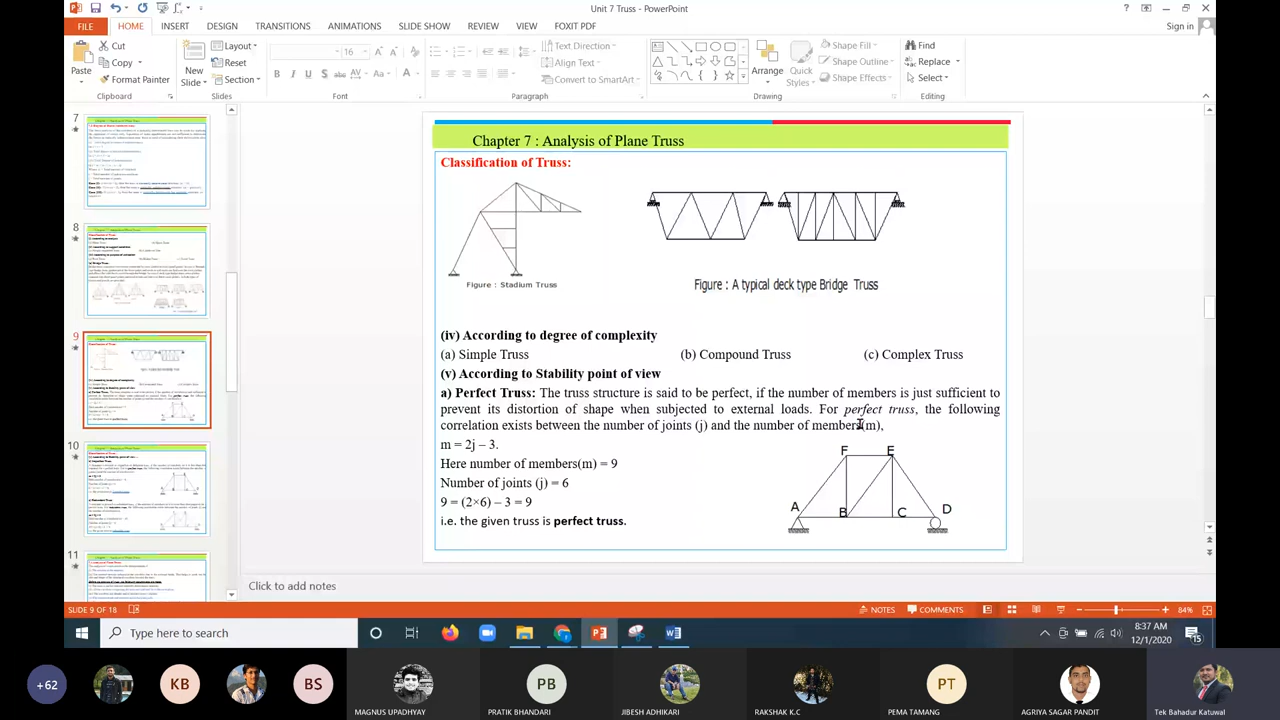 Unit 7 Truss - PowerPoint
Sign in
FILE HOME INSERT DESIGN TRANSITIONS ANIMATIONS SLIDE SHOW REVIEW VIEW FOXIT PDF
Paste
Cut
Copy
Format Painter
Clipboard
New
Slide
Layout
Reset
Section
Slides
16
B I U S abc AV Aa A
Font
Text Direction
Align Text
Convert to SmartArt
Paragraph
Arrange
Quick
Styles
Shape Fill
Shape Outline
Shape Effects
Drawing
Find
Replace
Select
Editing
7
8
9
10
11
Chapter 7 : Analysis of Plane Truss
Classification of Truss:
Figure : Stadium Truss
Figure : A typical deck type Bridge Truss
(iv) According to degree of complexity
(a) Simple Truss (b) Compound Truss (c) Complex Truss
(v) According to Stability point of view
a) Perfect Truss: The truss structure is said to be perfect, if the number of members is just sufficient
to prevent its distortion of shape when subjected to external loads. For perfect truss, the following
correlation exists between the number of joints (j) and the number of members(m),
m = 2j – 3.
Here number of members(m) = 9
Number of joints (j) = 6
9 = (2×6) – 3 = 9
i.e. the given truss is perfect truss.
F E
A B C D
Click to add notes
SLIDE 9 OF 18
NOTES COMMENTS 84%
Type here to search
8:37 AM
12/1/2020
15
+62 KB BS MAGNUS UPADHYAY PB PRATIK BHANDARI JIBESH ADHIKARI RAKSHAK K.C PT PEMA TAMANG AGRIYA SAGAR PANDIT Tek Bahadur Katuwal